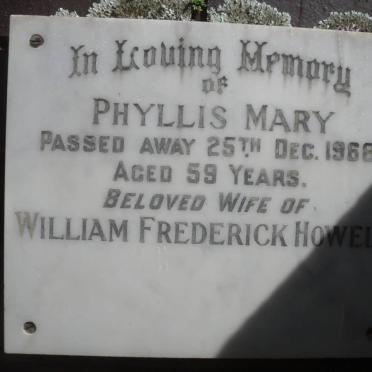 In Loving Memory
OF
PHYLLIS MARY
PASSED AWAY 25TH DEC. 1968
AGED 59 YEARS.
BELOVED WIFE OF
WILLIAM FREDERICK HOWEL